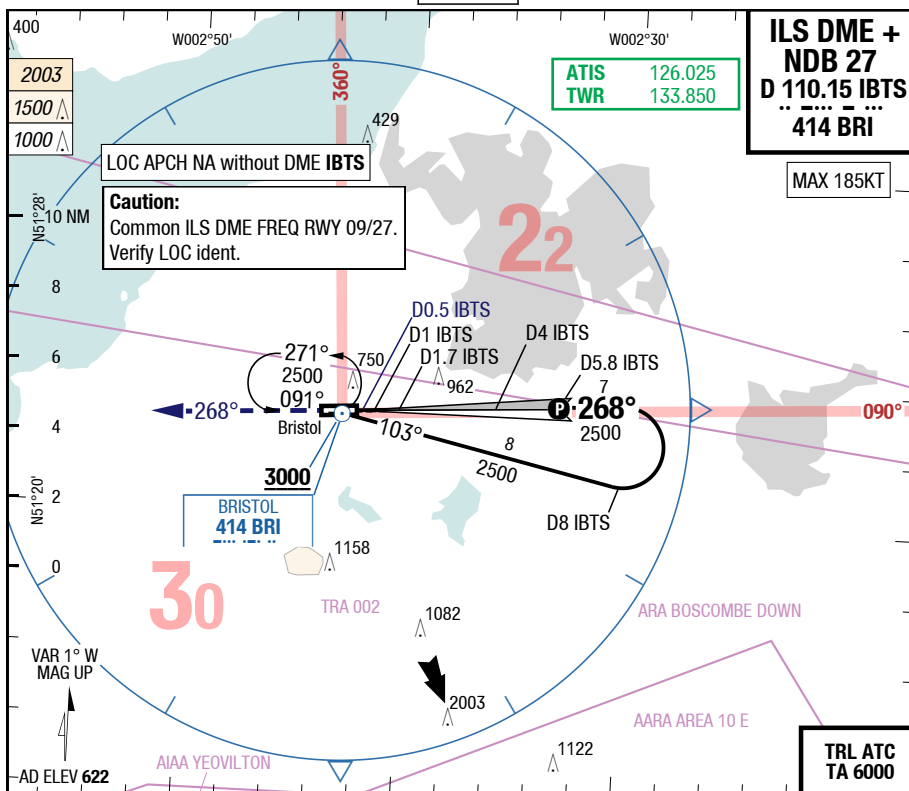 400
W002°50'
W002°30'
ILS DME +
NDB 27
D 110.15 IBTS
414 BRI
MAX 185KT
ATIS 126.025
TWR 133.850
2003
1500
1000
360°
429
LOC APCH NA without DME IBTS
Caution:
Common ILS DME FREQ RWY 09/27.
Verify LOC ident.
N51°28'
10 NM
22
8
D0.5 IBTS
D1 IBTS
D4 IBTS
D1.7 IBTS
D5.8 IBTS
6
271°
750
2500
962
7
091°
P
268°
268°
090°
Bristol
103°
2500
4
8
2500
3000
N51°20'
2
D8 IBTS
BRISTOL
414 BRI
1158
0
30
TRA 002
1082
ARA BOSCOMBE DOWN
VAR 1° W
MAG UP
2003
AARA AREA 10 E
1122
AIAA YEOVILTON
AD ELEV 622
TRL ATC
TA 6000